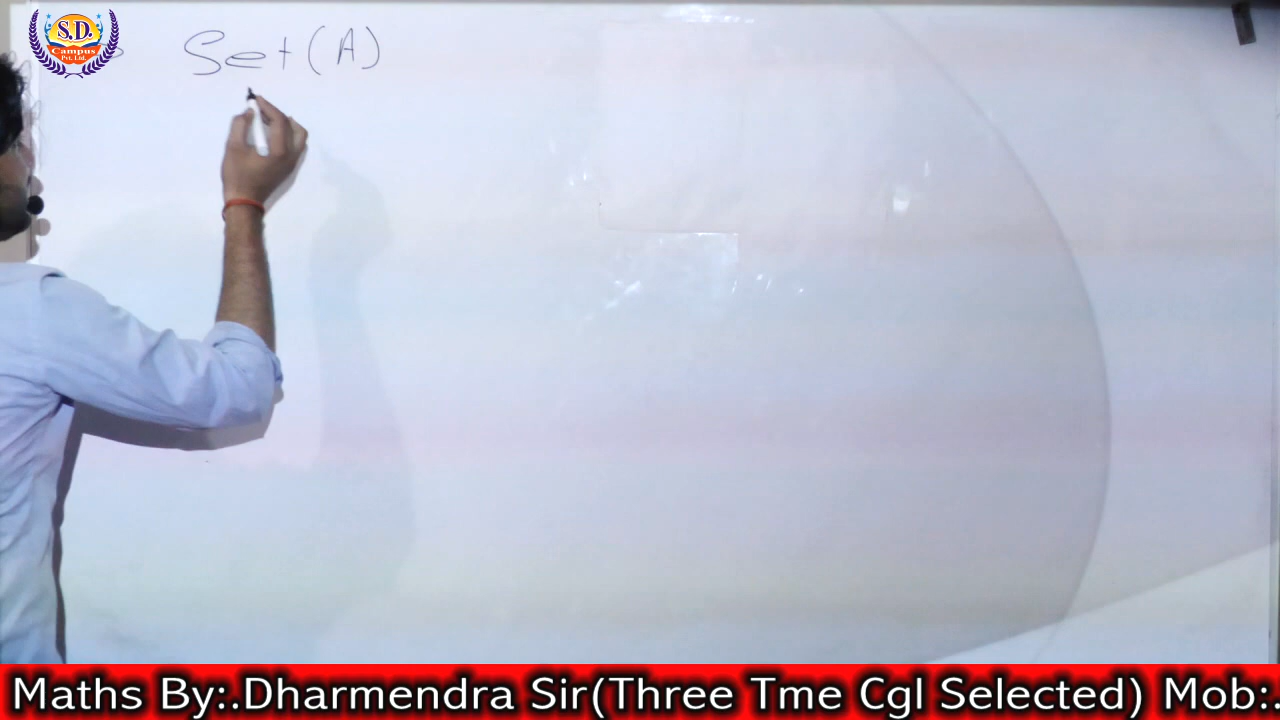 S.D.
Campus
Pvt. Ltd.
Set (A)
Maths By:.Dharmendra Sir(Three Tme Cgl Selected) Mob:.